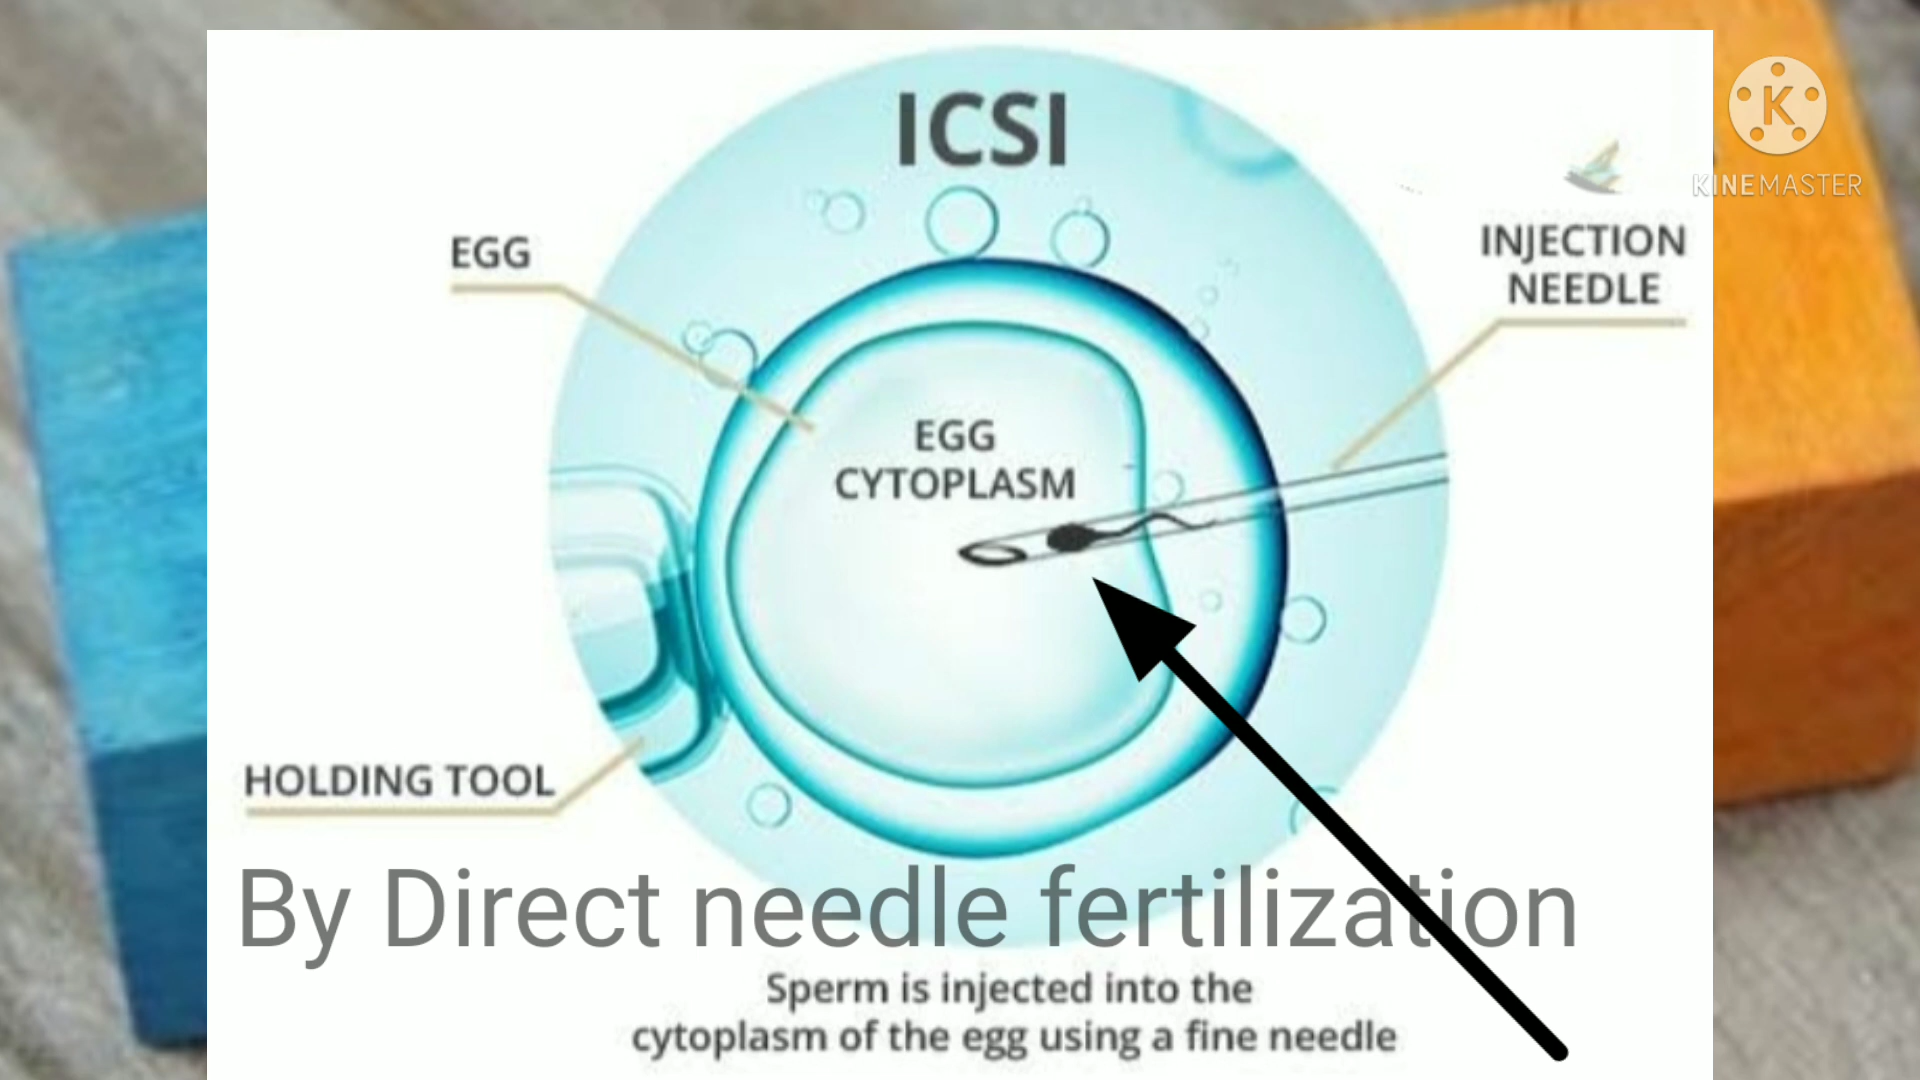 ICSI
EGG
INJECTION
NEEDLE
EGG
CYTOPLASM
HOLDING TOOL
By Direct needle fertilization
Sperm is injected into the
cytoplasm of the egg using a fine needle
K
KINEMASTER